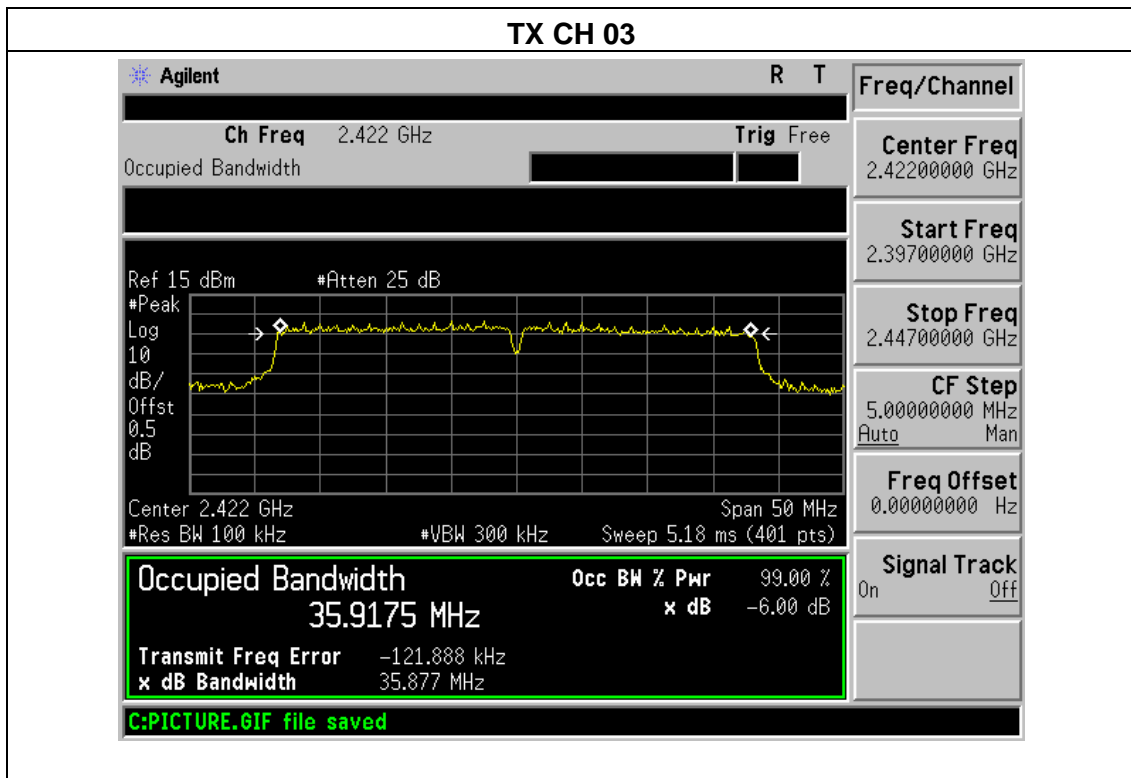 TX CH 03
Agilent R T
Ch Freq 2.422 GHz Trig Free
Occupied Bandwidth
Ref 15 dBm #Atten 25 dB
#Peak
Log
10
dB/
Offst
0.5
dB
Center 2.422 GHz Span 50 MHz
#Res BW 100 kHz #VBW 300 kHz Sweep 5.18 ms (401 pts)
Occupied Bandwidth Occ BW % Pwr 99.00 %
35.9175 MHz x dB -6.00 dB
Transmit Freq Error -121.888 kHz
x dB Bandwidth 35.877 MHz
C:PICTURE.GIF file saved
Freq/Channel
Center Freq
2.42200000 GHz
Start Freq
2.39700000 GHz
Stop Freq
2.44700000 GHz
CF Step
5.00000000 MHz
Auto Man
Freq Offset
0.00000000 Hz
Signal Track
On Off